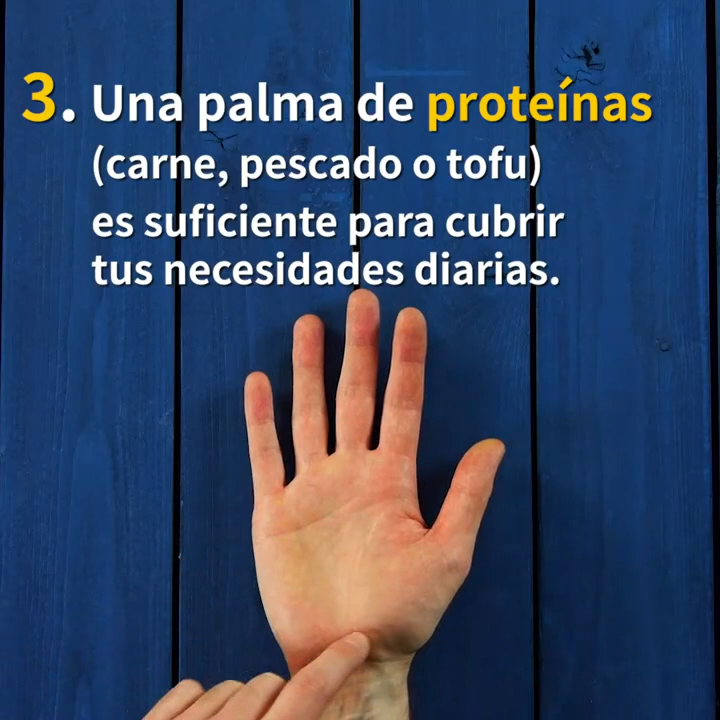 3. Una palma de proteínas
(carne, pescado o tofu)
es suficiente para cubrir
tus necesidades diarias.